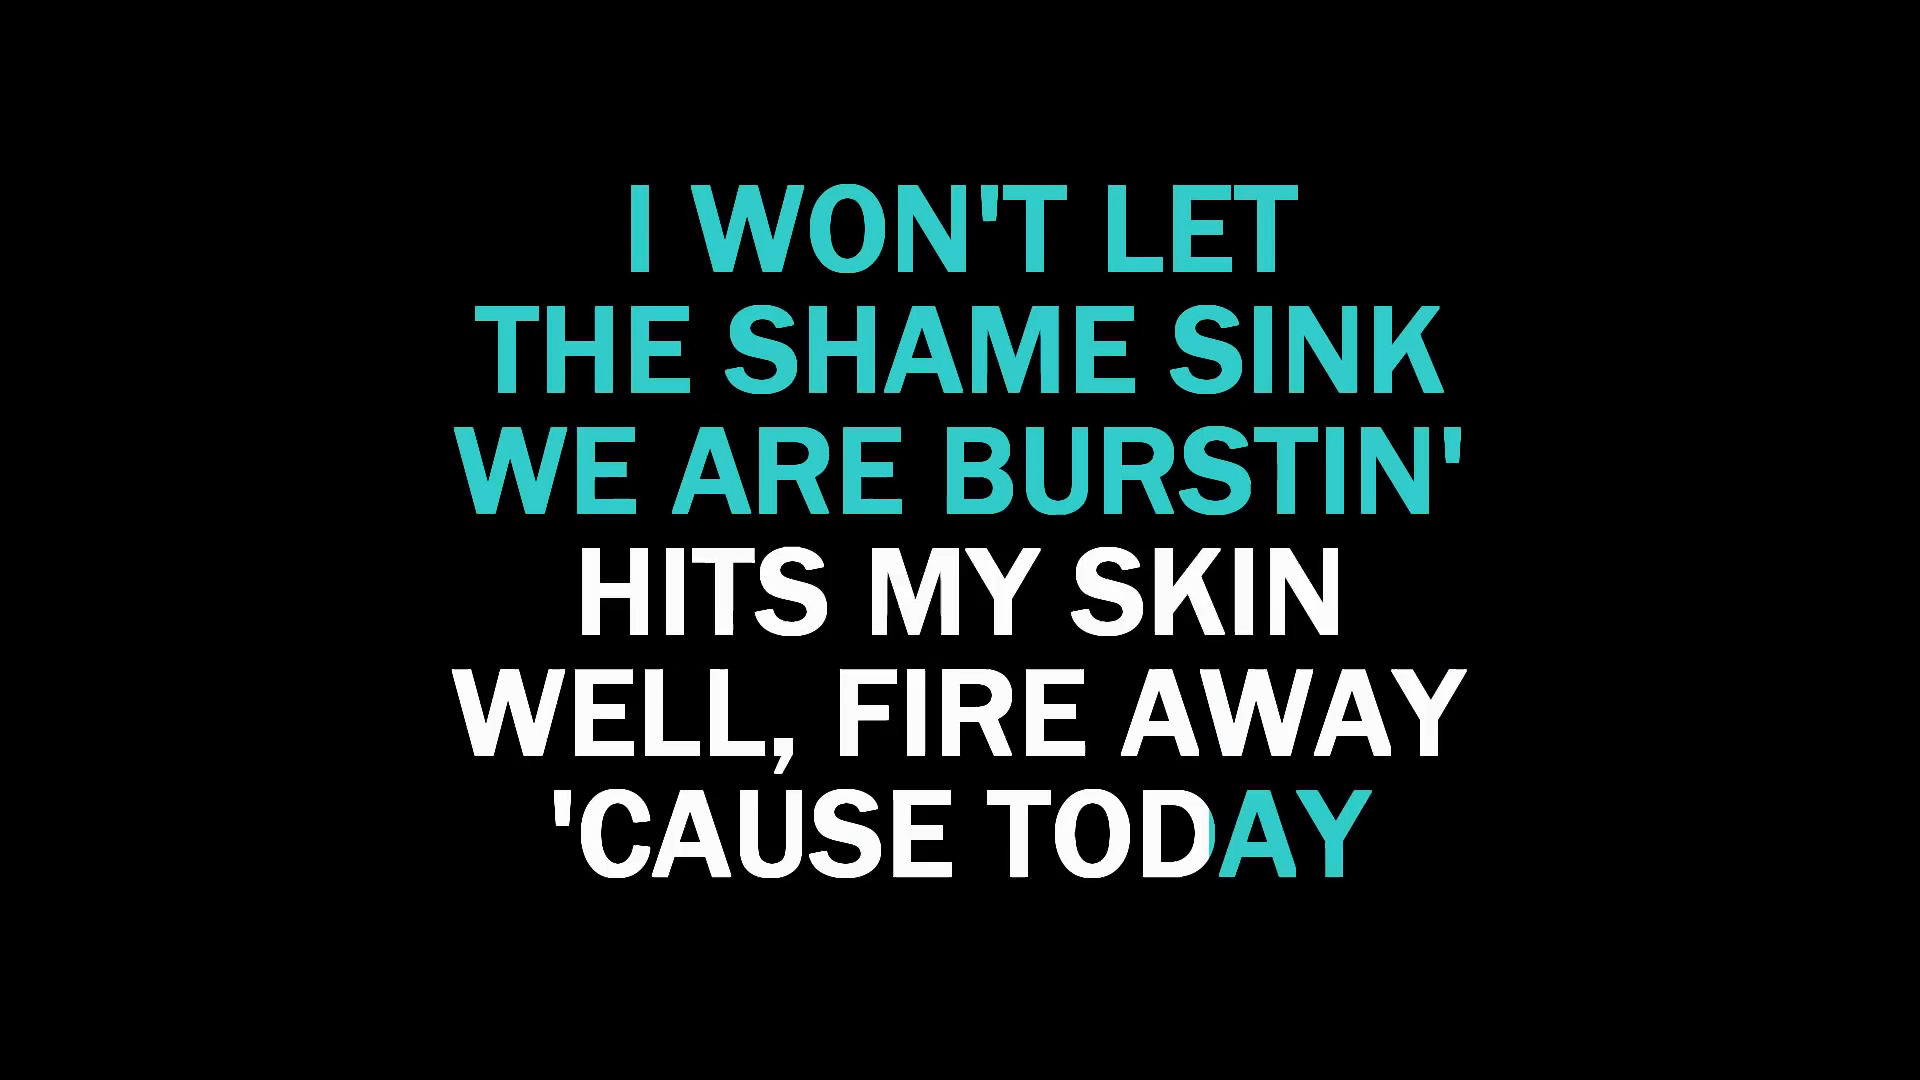 I WON'T LET
THE SHAME SINK
WE ARE BURSTIN'
HITS MY SKIN
WELL, FIRE AWAY
'CAUSE TODAY